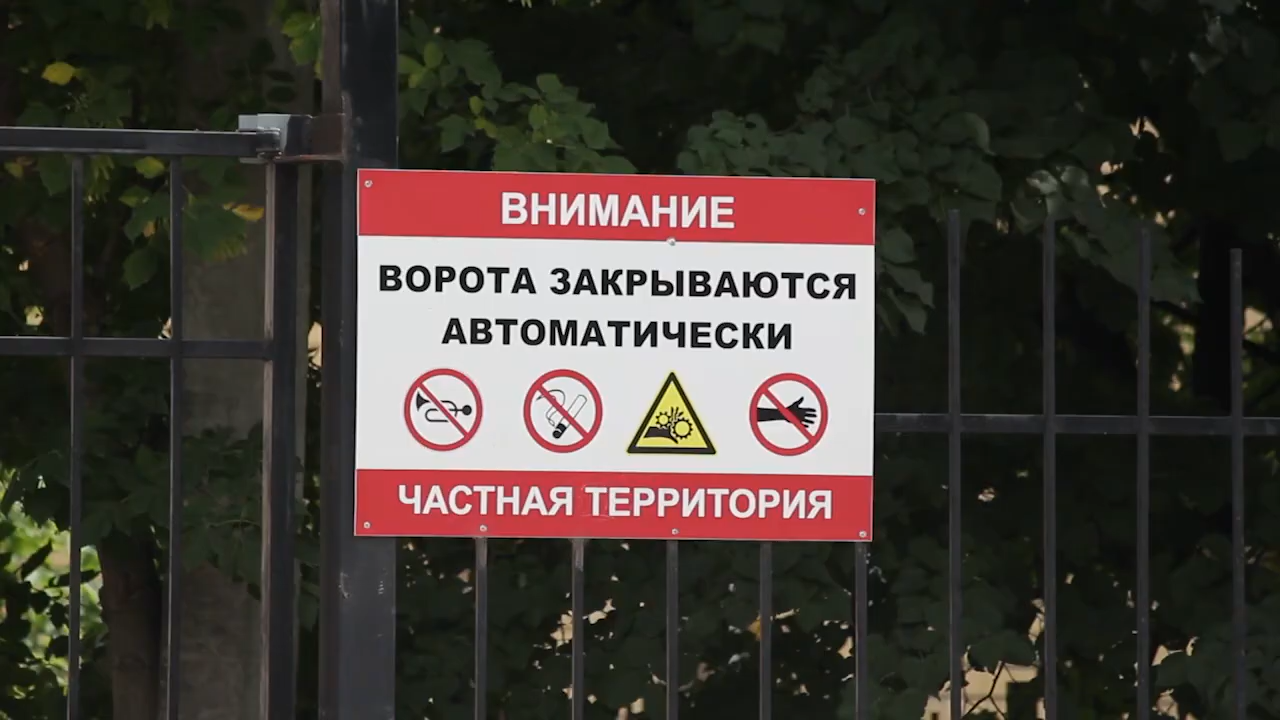 ВНИМАНИЕ
ВОРОТА ЗАКРЫВАЮТСЯ
АВТОМАТИЧЕСКИ
ЧАСТНАЯ ТЕРРИТОРИЯ